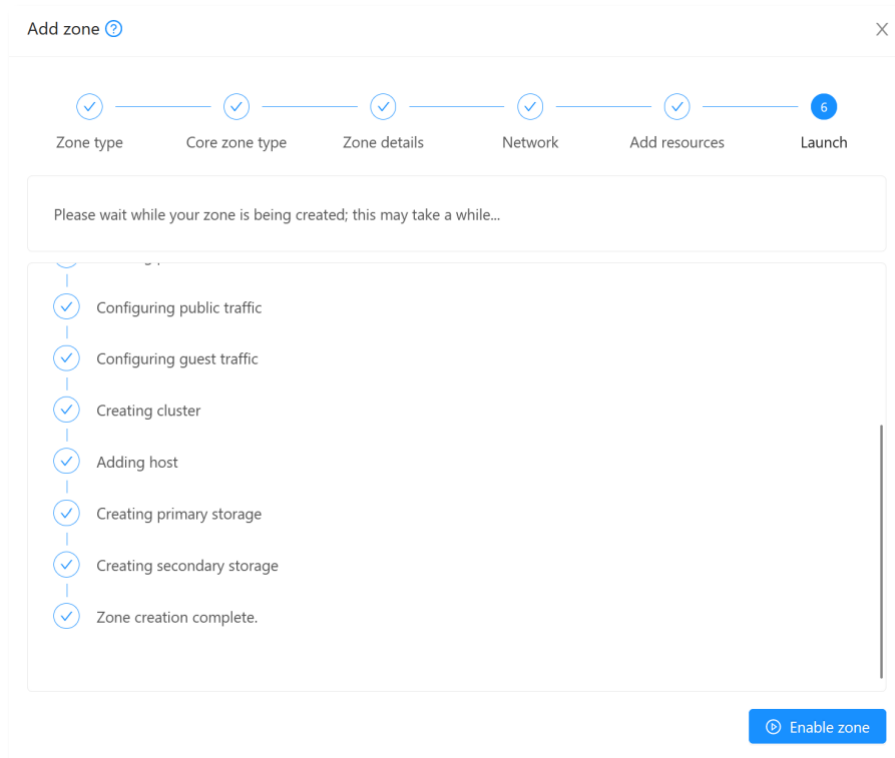 Add zone ?
Zone type
Core zone type
Zone details
Network
Add resources
6
Launch
Please wait while your zone is being created; this may take a while...
Configuring public traffic
Configuring guest traffic
Creating cluster
Adding host
Creating primary storage
Creating secondary storage
Zone creation complete.
Enable zone